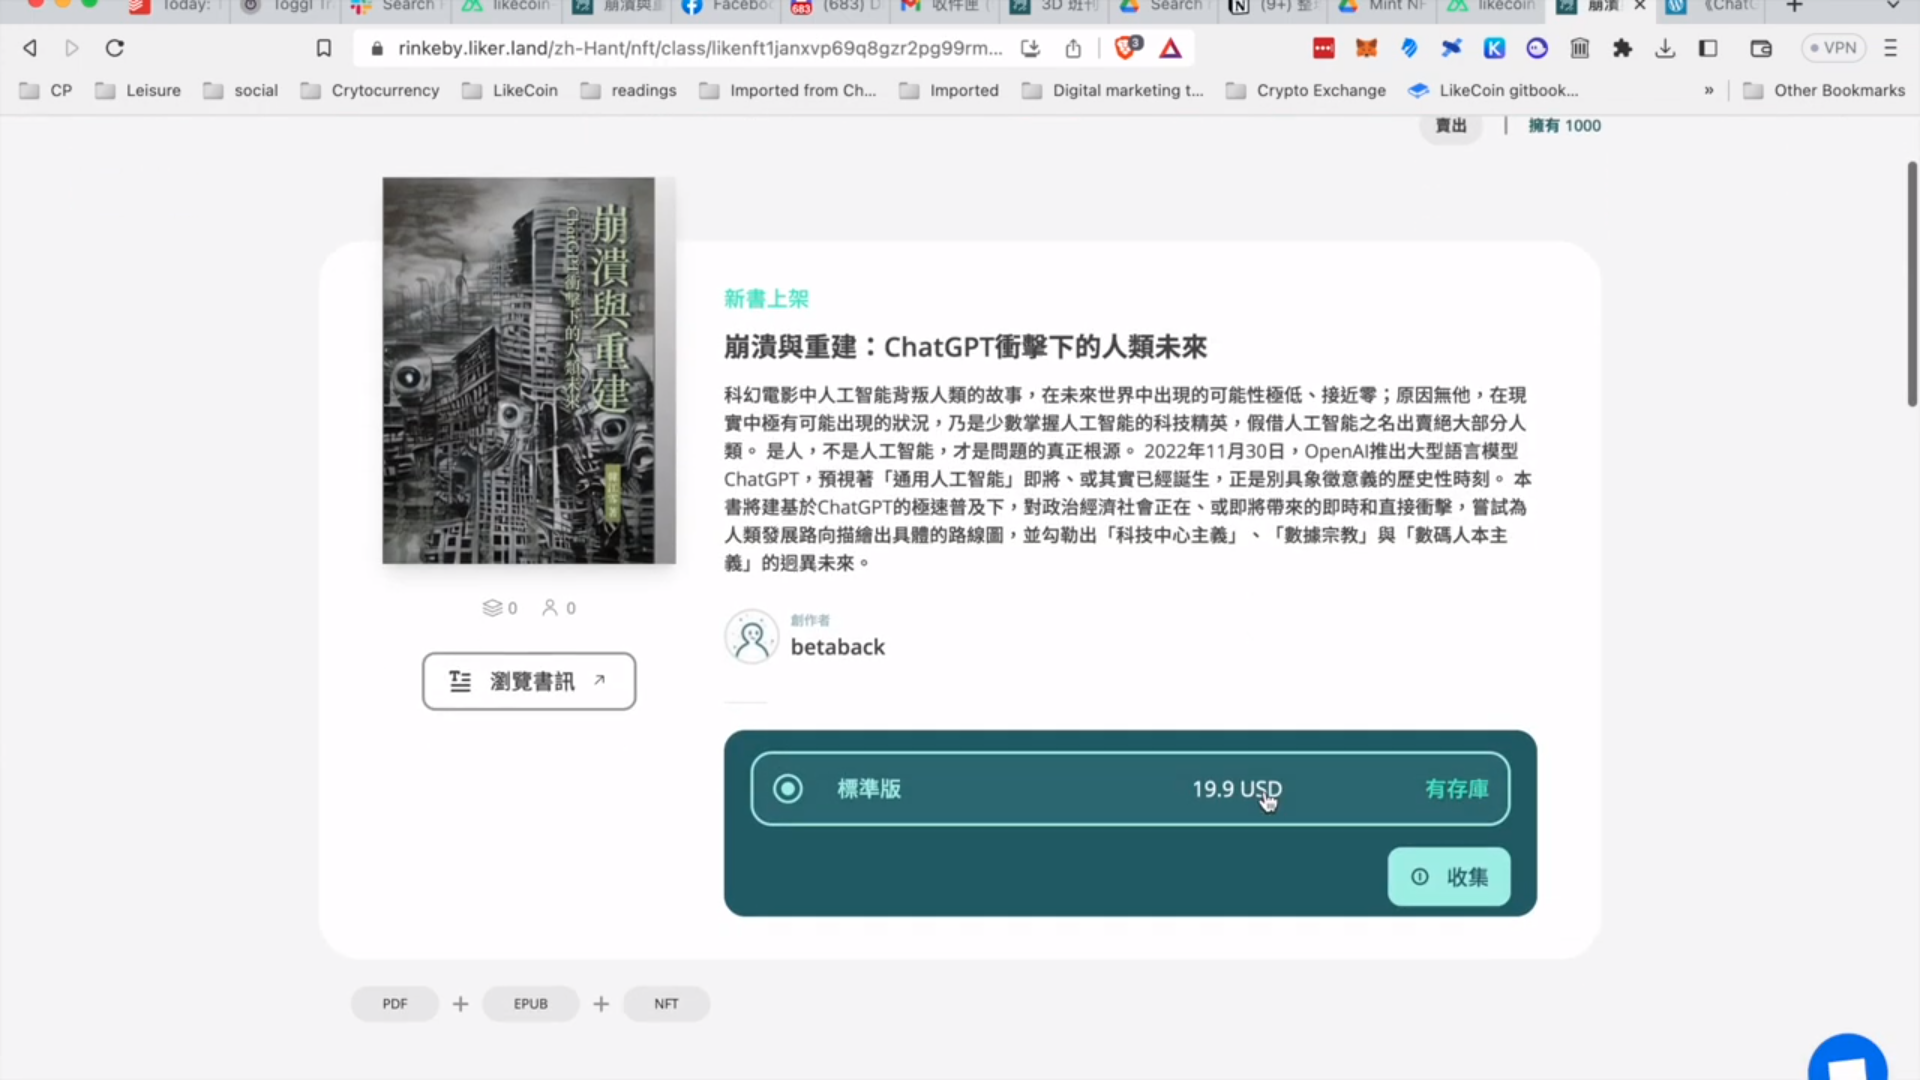 Today:
Toggl Tr
Search
likecoin-
崩潰與重
Facebo
(683) D
收件匣 (
3D 班刊
Search
(9+) 整
Mint NF
likecoin
崩潰
《ChatG
rinkeby.liker.land/zh-Hant/nft/class/likenft1janxvp69q8gzr2pg99rm...
3
VPN
CP
Leisure
social
Crytocurrency
LikeCoin
readings
Imported from Ch...
Imported
Digital marketing t...
Crypto Exchange
LikeCoin gitbook...
»
Other Bookmarks
賣出 | 擁有 1000
崩潰與重建
ChatGPT衝擊下的人類未來
新書上架
崩潰與重建：ChatGPT衝擊下的人類未來
科幻電影中人工智能背叛人類的故事，在未來世界中出現的可能性極低、接近零；原因無他，在現
實中極有可能出現的狀況，乃是少數掌握人工智能的科技精英，假借人工智能之名出賣絕大部分人
類。 是人，不是人工智能，才是問題的真正根源。 2022年11月30日，OpenAI推出大型語言模型
ChatGPT，預視著「通用人工智能」即將、或其實已經誕生，正是別具象徵意義的歷史性時刻。 本
書將建基於ChatGPT的極速普及下，對政治經濟社會正在、或即將帶來的即時和直接衝擊，嘗試為
人類發展路向描繪出具體的路線圖，並勾勒出「科技中心主義」、「數據宗教」與「數碼人本主
義」的迥異未來。
0 0
瀏覽書訊
創作者
betaback
標準版 19.9 USD 有存庫
收集
PDF + EPUB + NFT